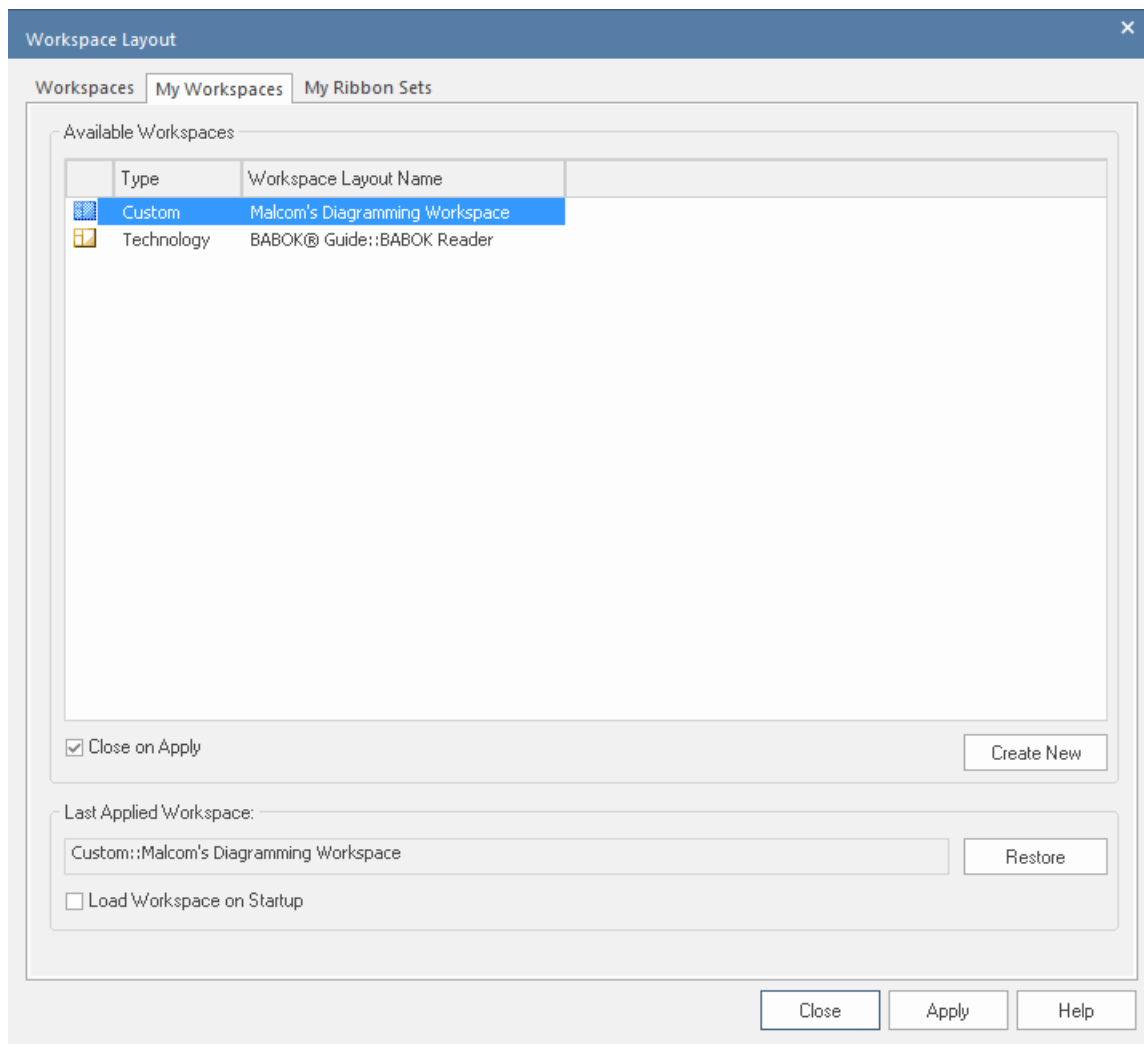 Workspace Layout
Workspaces My Workspaces My Ribbon Sets
Available Workspaces
Type Workspace Layout Name
Custom Malcom's Diagramming Workspace
Technology BABOK® Guide::BABOK Reader
Close on Apply
Create New
Last Applied Workspace:
Custom::Malcom's Diagramming Workspace
Restore
Load Workspace on Startup
Close Apply Help